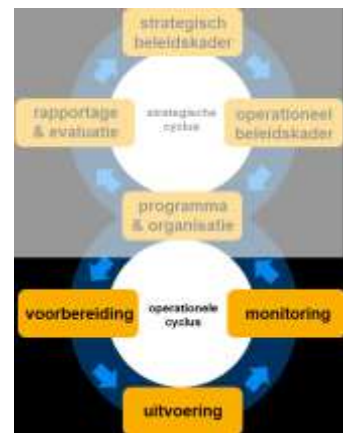 strategisch
beleidskader
rapportage
& evaluatie
strategische
cyclus
operationeel
beleidskader
programma
& organisatie
voorbereiding
operationele
cyclus
monitoring
uitvoering